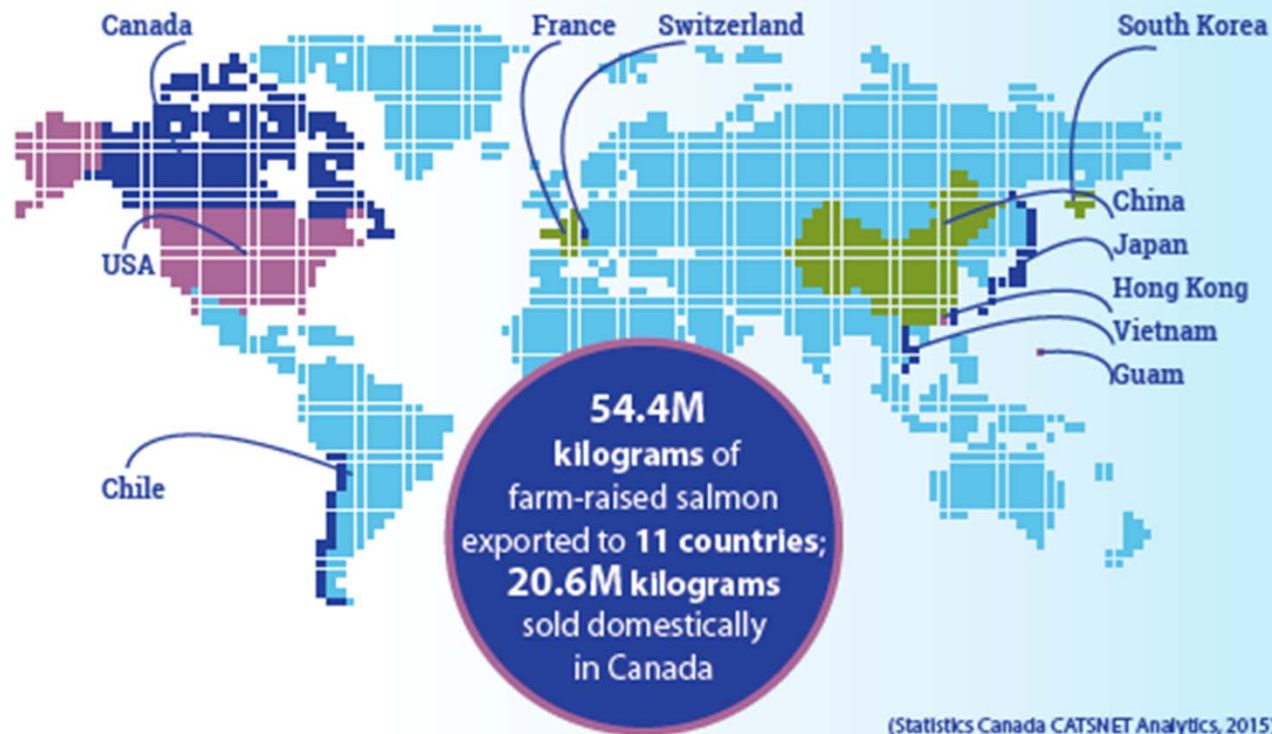 Canada
France
Switzerland
South Korea
USA
China
Japan
Hong Kong
Vietnam
Guam
Chile
54.4M
kilograms of
farm-raised salmon
exported to 11 countries;
20.6M kilograms
sold domestically
in Canada
(Statistics Canada CATSNET Analytics, 2015)